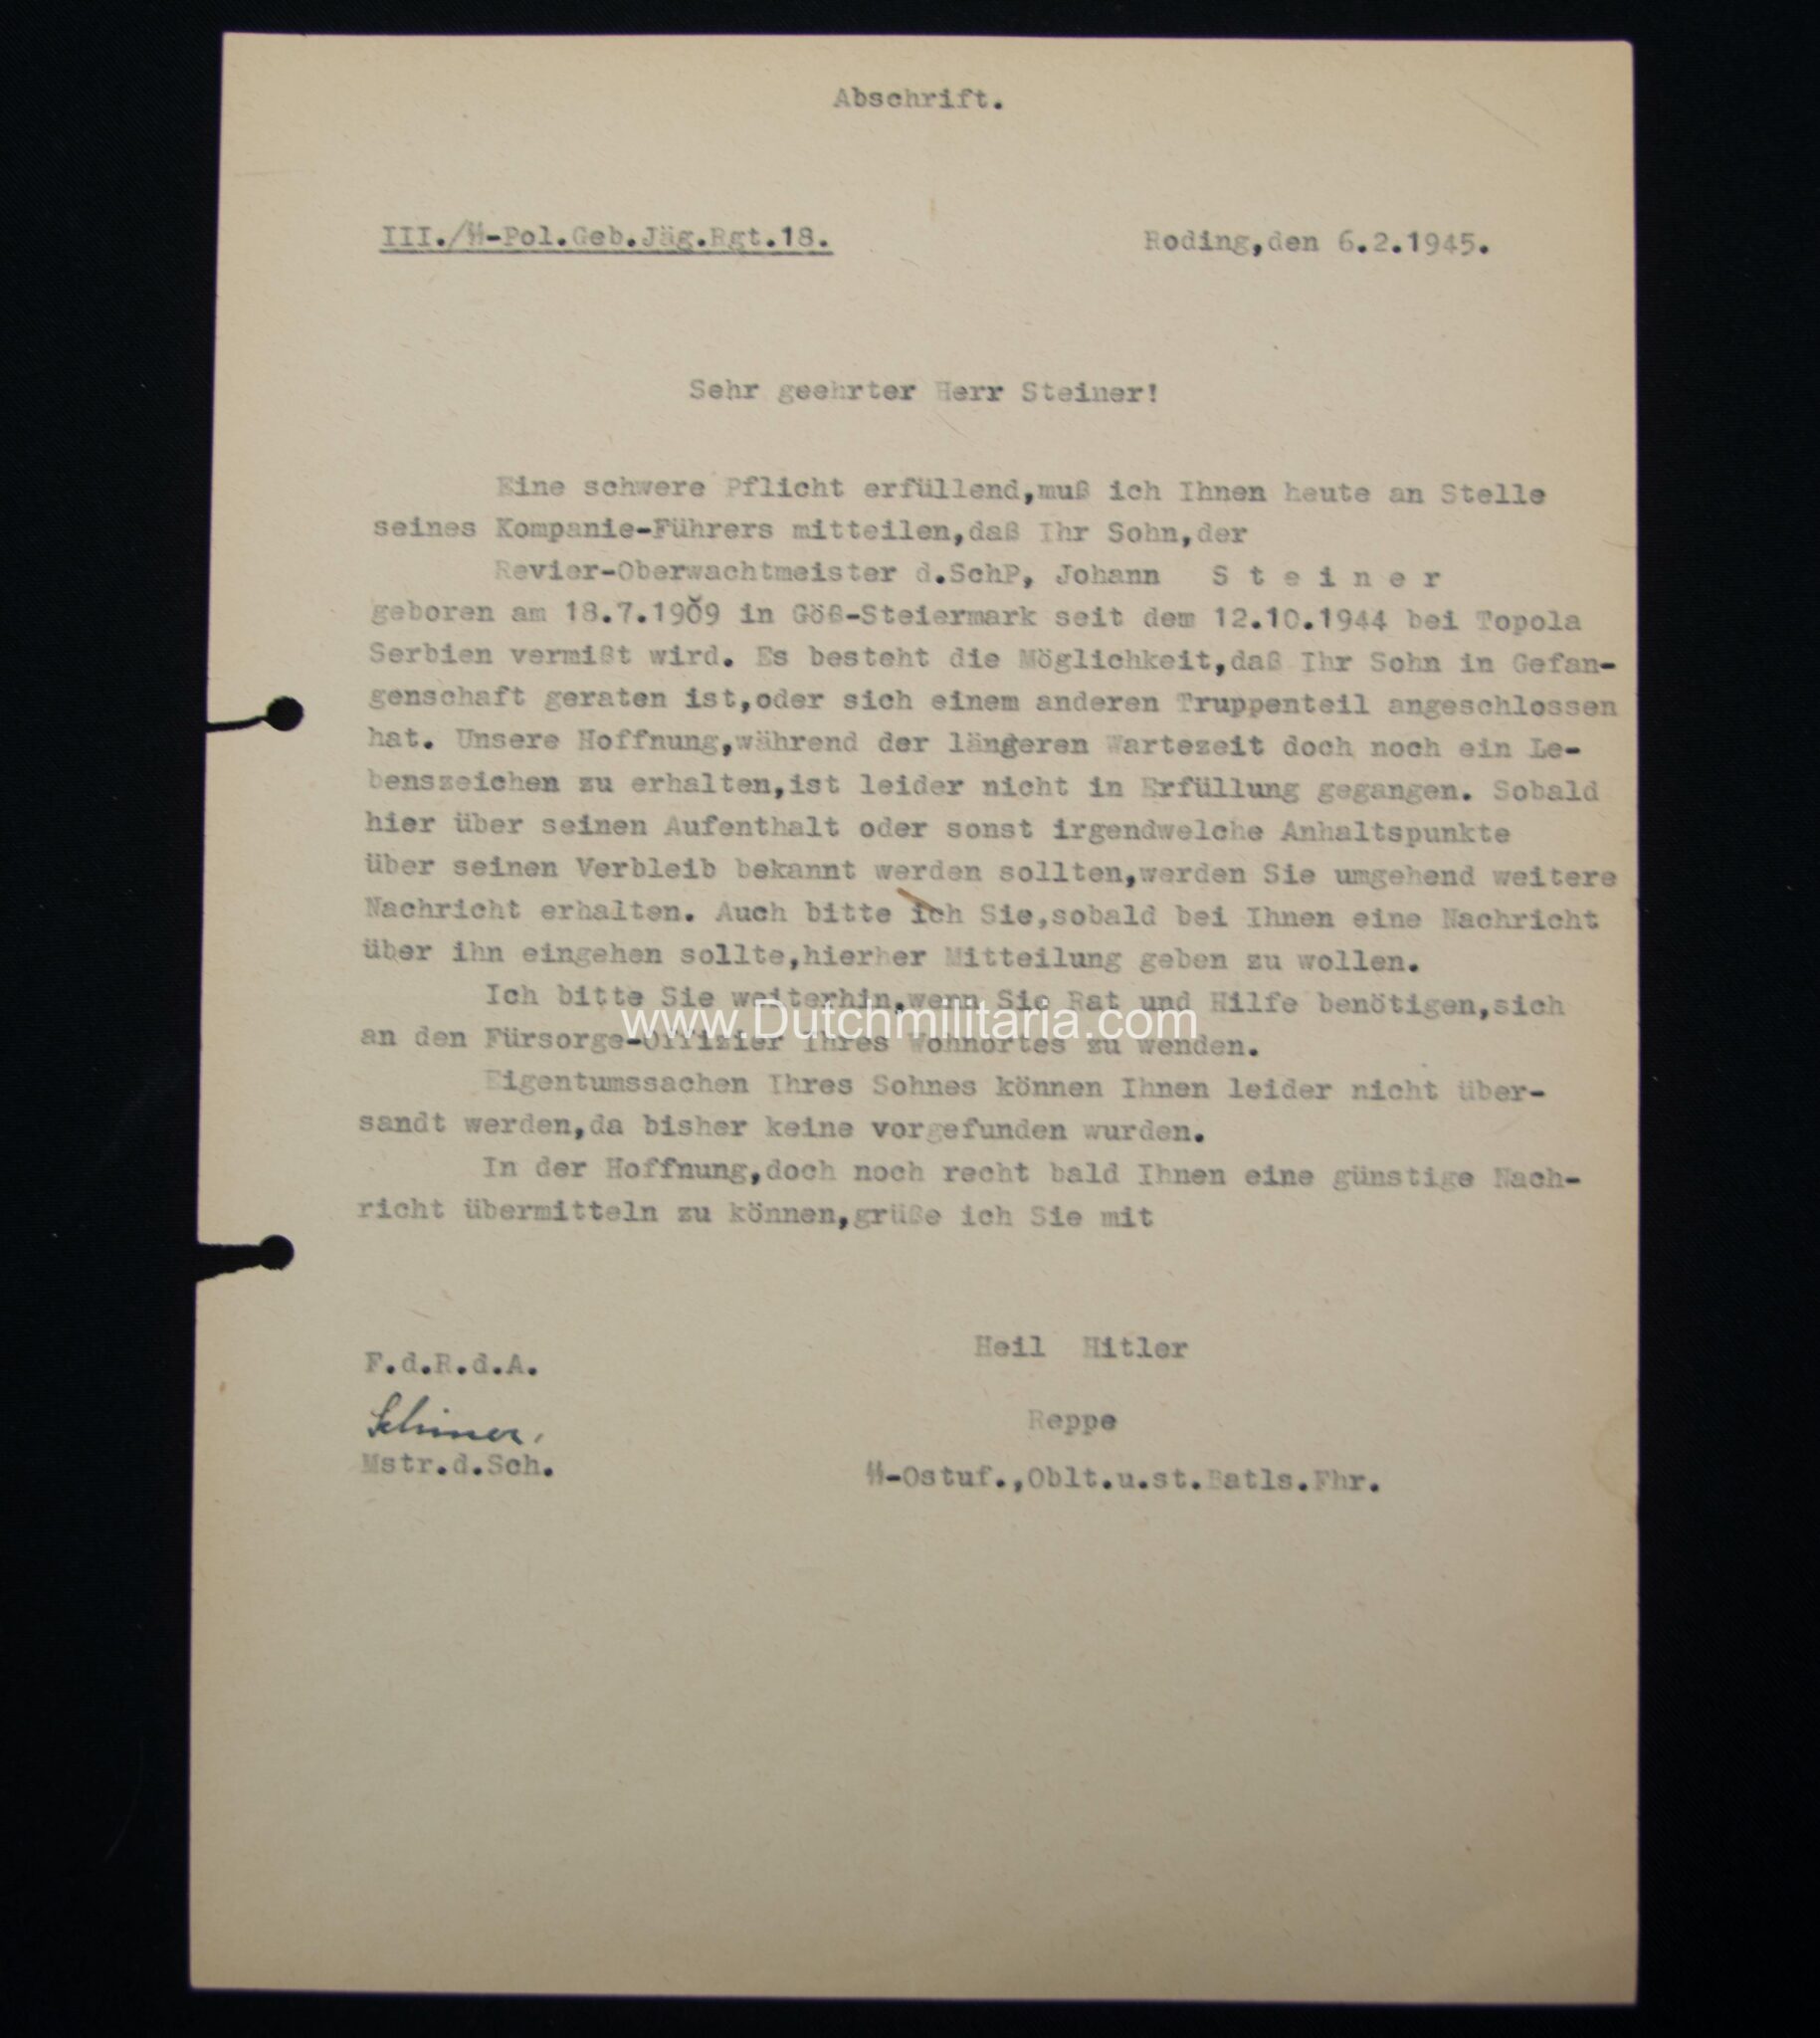 Abschrift.
III./ϟϟ-Pol.Geb.Jäg.Rgt.18. Roding,den 6.2.1945.
Sehr geehrter Herr Steiner!
Eine schwere Pflicht erfüllend,muß ich Ihnen heute an Stelle
seines Kompanie-Führers mitteilen,daß Ihr Sohn,der
Revier-Oberwachtmeister d.SchP, Johann S t e i n e r
geboren am 18.7.1909 in Göß-Steiermark seit dem 12.10.1944 bei Topola
Serbien vermißt wird. Es besteht die Möglichkeit,daß Ihr Sohn in Gefan-
genschaft geraten ist,oder sich einem anderen Truppenteil angeschlossen
hat. Unsere Hoffnung,während der längeren Wartezeit doch noch ein Le-
benszeichen zu erhalten,ist leider nicht in Erfüllung gegangen. Sobald
hier über seinen Aufenthalt oder sonst irgendwelche Anhaltspunkte
über seinen Verbleib bekannt werden sollten,werden Sie umgehend weitere
Nachricht erhalten. Auch bitte ich Sie,sobald bei Ihnen eine Nachricht
über ihn eingehen sollte,hierher Mitteilung geben zu wollen.
Ich bitte Sie weiterhin,wenn Sie Rat und Hilfe benötigen,sich
www.Dutchmilitaria.com
an den Fürsorge-Offizier Ihres Wohnortes zu wenden.
Eigentumssachen Ihres Sohnes können Ihnen leider nicht über-
sandt werden,da bisher keine vorgefunden wurden.
In der Hoffnung,doch noch recht bald Ihnen eine günstige Nach-
richt übermitteln zu können,grüße ich Sie mit
Heil Hitler
F.d.R.d.A.
Reppe
Mstr.d.Sch.
ϟϟ-Ostuf.,Oblt.u.st.Batls.Fhr.